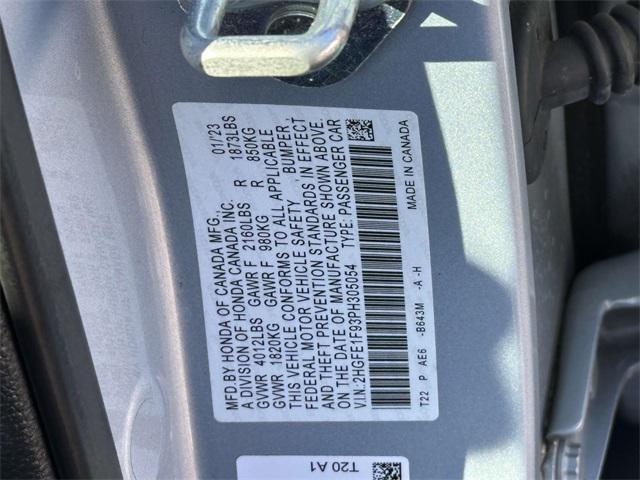 MFD.BY HONDA OF CANADA MFG., 01/23
A DIVISION OF HONDA CANADA INC.
GVWR 4012LBS GAWR F 2160LBS R 1873LBS
GVWR 1820KG GAWR F 980KG R 850KG
THIS VEHICLE CONFORMS TO ALL APPLICABLE
FEDERAL MOTOR VEHICLE SAFETY BUMPER,
AND THEFT PREVENTION STANDARDS IN EFFECT
ON THE DATE OF MANUFACTURE SHOWN ABOVE.
V.I.N.:2HGFE1F93PH305054 TYPE: PASSENGER CAR
MADE IN CANADA
T22 P AE6 -B643M -A -H
T20 A1